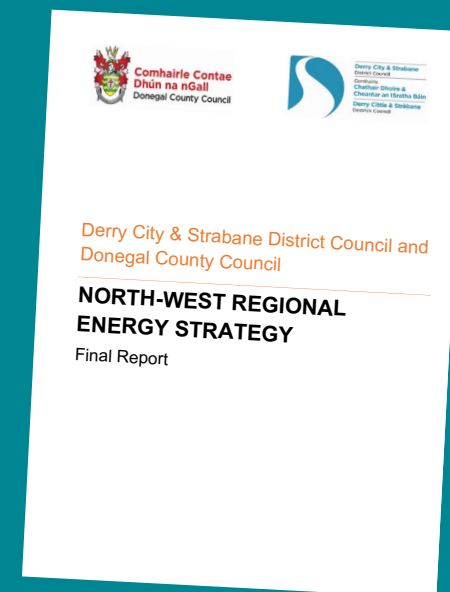 Comhairle Contae
Dhún na nGall
Donegal County Council
Derry City & Strabane
District Council
Comhairle
Chathair Dhoire &
Cheantar an tSratha Báin
Derry Cittie & Stràbane
Destrìck Cooncil
Derry City & Strabane District Council and
Donegal County Council
NORTH-WEST REGIONAL
ENERGY STRATEGY
Final Report